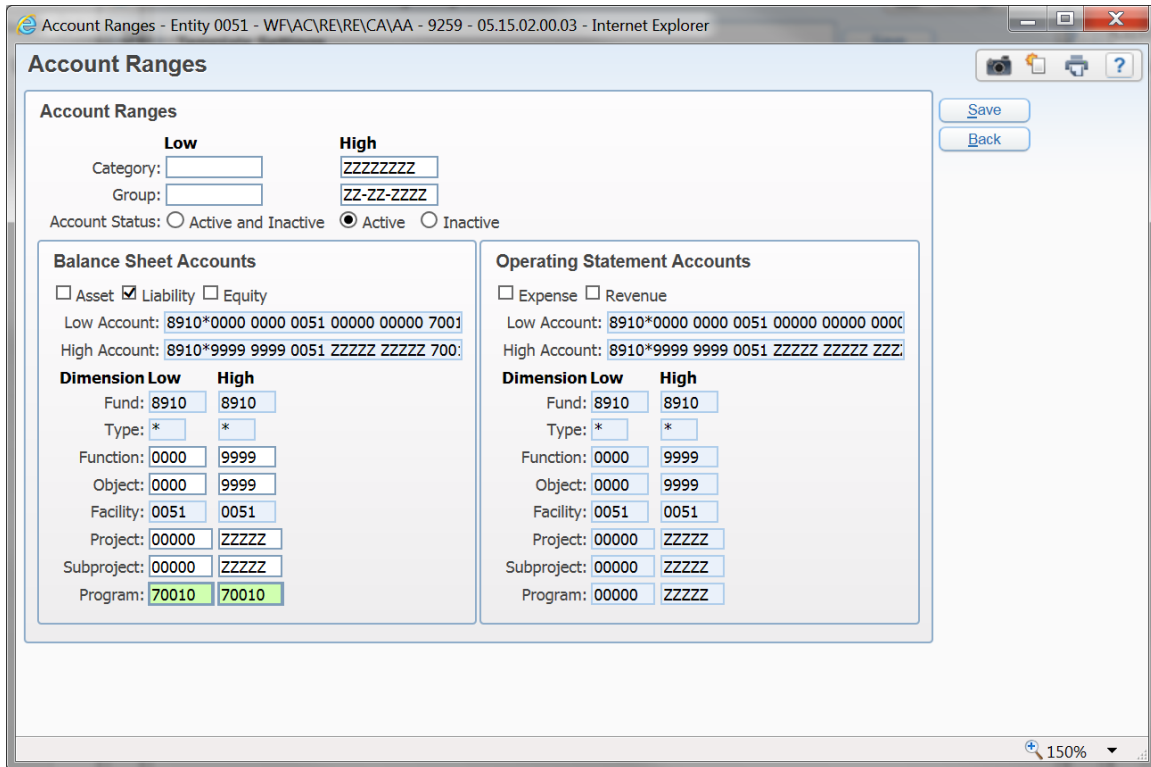 Account Ranges - Entity 0051 - WF\AC\RE\RE\CA\AA - 9259 - 05.15.02.00.03 - Internet Explorer
Account Ranges
?
Account Ranges
Save
Back
Low High
Category: ZZZZZZZZ
Group: ZZ-ZZ-ZZZZ
Account Status: Active and Inactive Active Inactive
Balance Sheet Accounts
Asset Liability Equity
Low Account: 8910*0000 0000 0051 00000 00000 7001
High Account: 8910*9999 9999 0051 ZZZZZ ZZZZZ 7001
Dimension Low High
Fund: 8910 8910
Type: * *
Function: 0000 9999
Object: 0000 9999
Facility: 0051 0051
Project: 00000 ZZZZZ
Subproject: 00000 ZZZZZ
Program: 70010 70010
Operating Statement Accounts
Expense Revenue
Low Account: 8910*0000 0000 0051 00000 00000 0000
High Account: 8910*9999 9999 0051 ZZZZZ ZZZZZ ZZZ
Dimension Low High
Fund: 8910 8910
Type: * *
Function: 0000 9999
Object: 0000 9999
Facility: 0051 0051
Project: 00000 ZZZZZ
Subproject: 00000 ZZZZZ
Program: 00000 ZZZZZ
150%